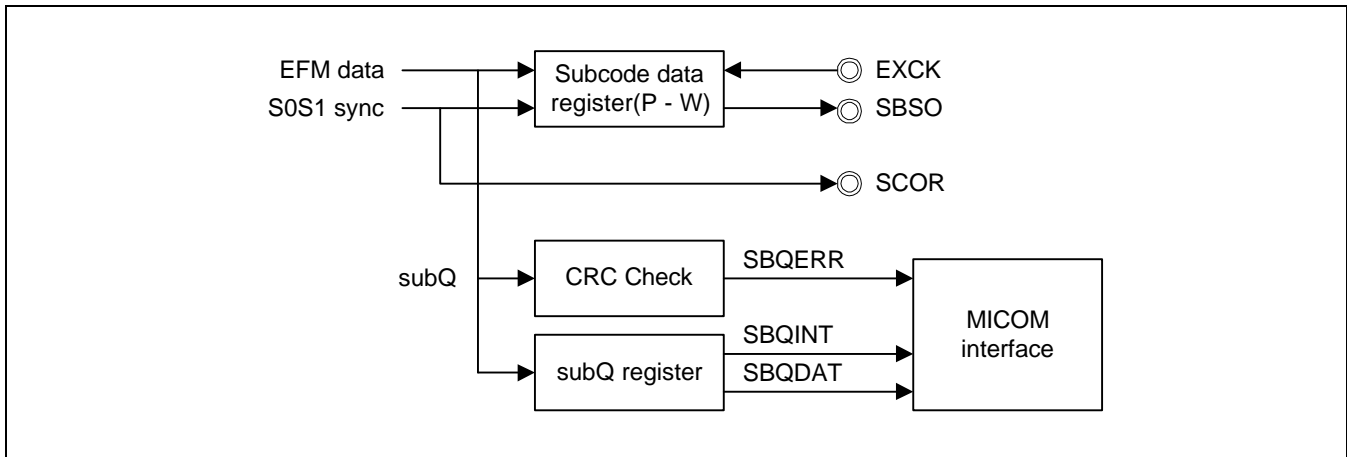 EFM data
S0S1 sync
Subcode data
register(P - W)
EXCK
SBSO
SCOR
subQ
CRC Check
SBQERR
subQ register
SBQINT
SBQDAT
MICOM
interface